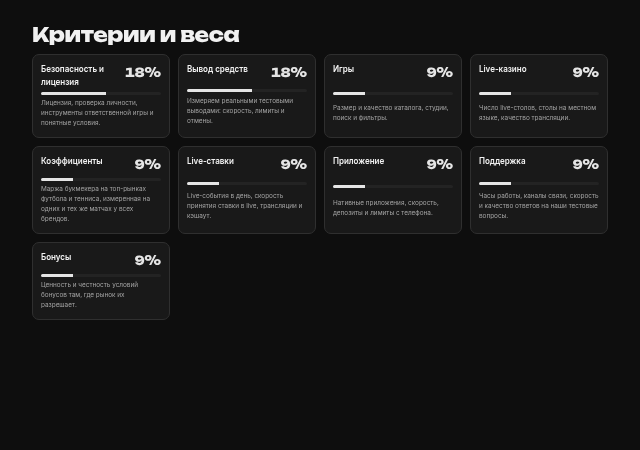 Критерии и веса
Безопасность и
лицензия
18%
Лицензия, проверка личности,
инструменты ответственной игры и
понятные условия.
Вывод средств
18%
Измеряем реальными тестовыми
выводами: скорость, лимиты и
отмены.
Игры
9%
Размер и качество каталога, студии,
поиск и фильтры.
Live-казино
9%
Число live-столов, столы на местном
языке, качество трансляции.
Коэффициенты
9%
Маржа букмекера на топ-рынках
футбола и тенниса, измеренная на
одних и тех же матчах у всех
брендов.
Live-ставки
9%
Live-события в день, скорость
принятия ставки в live, трансляции и
кэшаут.
Приложение
9%
Нативные приложения, скорость,
депозиты и лимиты с телефона.
Поддержка
9%
Часы работы, каналы связи, скорость
и качество ответов на наши тестовые
вопросы.
Бонусы
9%
Ценность и честность условий
бонусов там, где рынок их
разрешает.